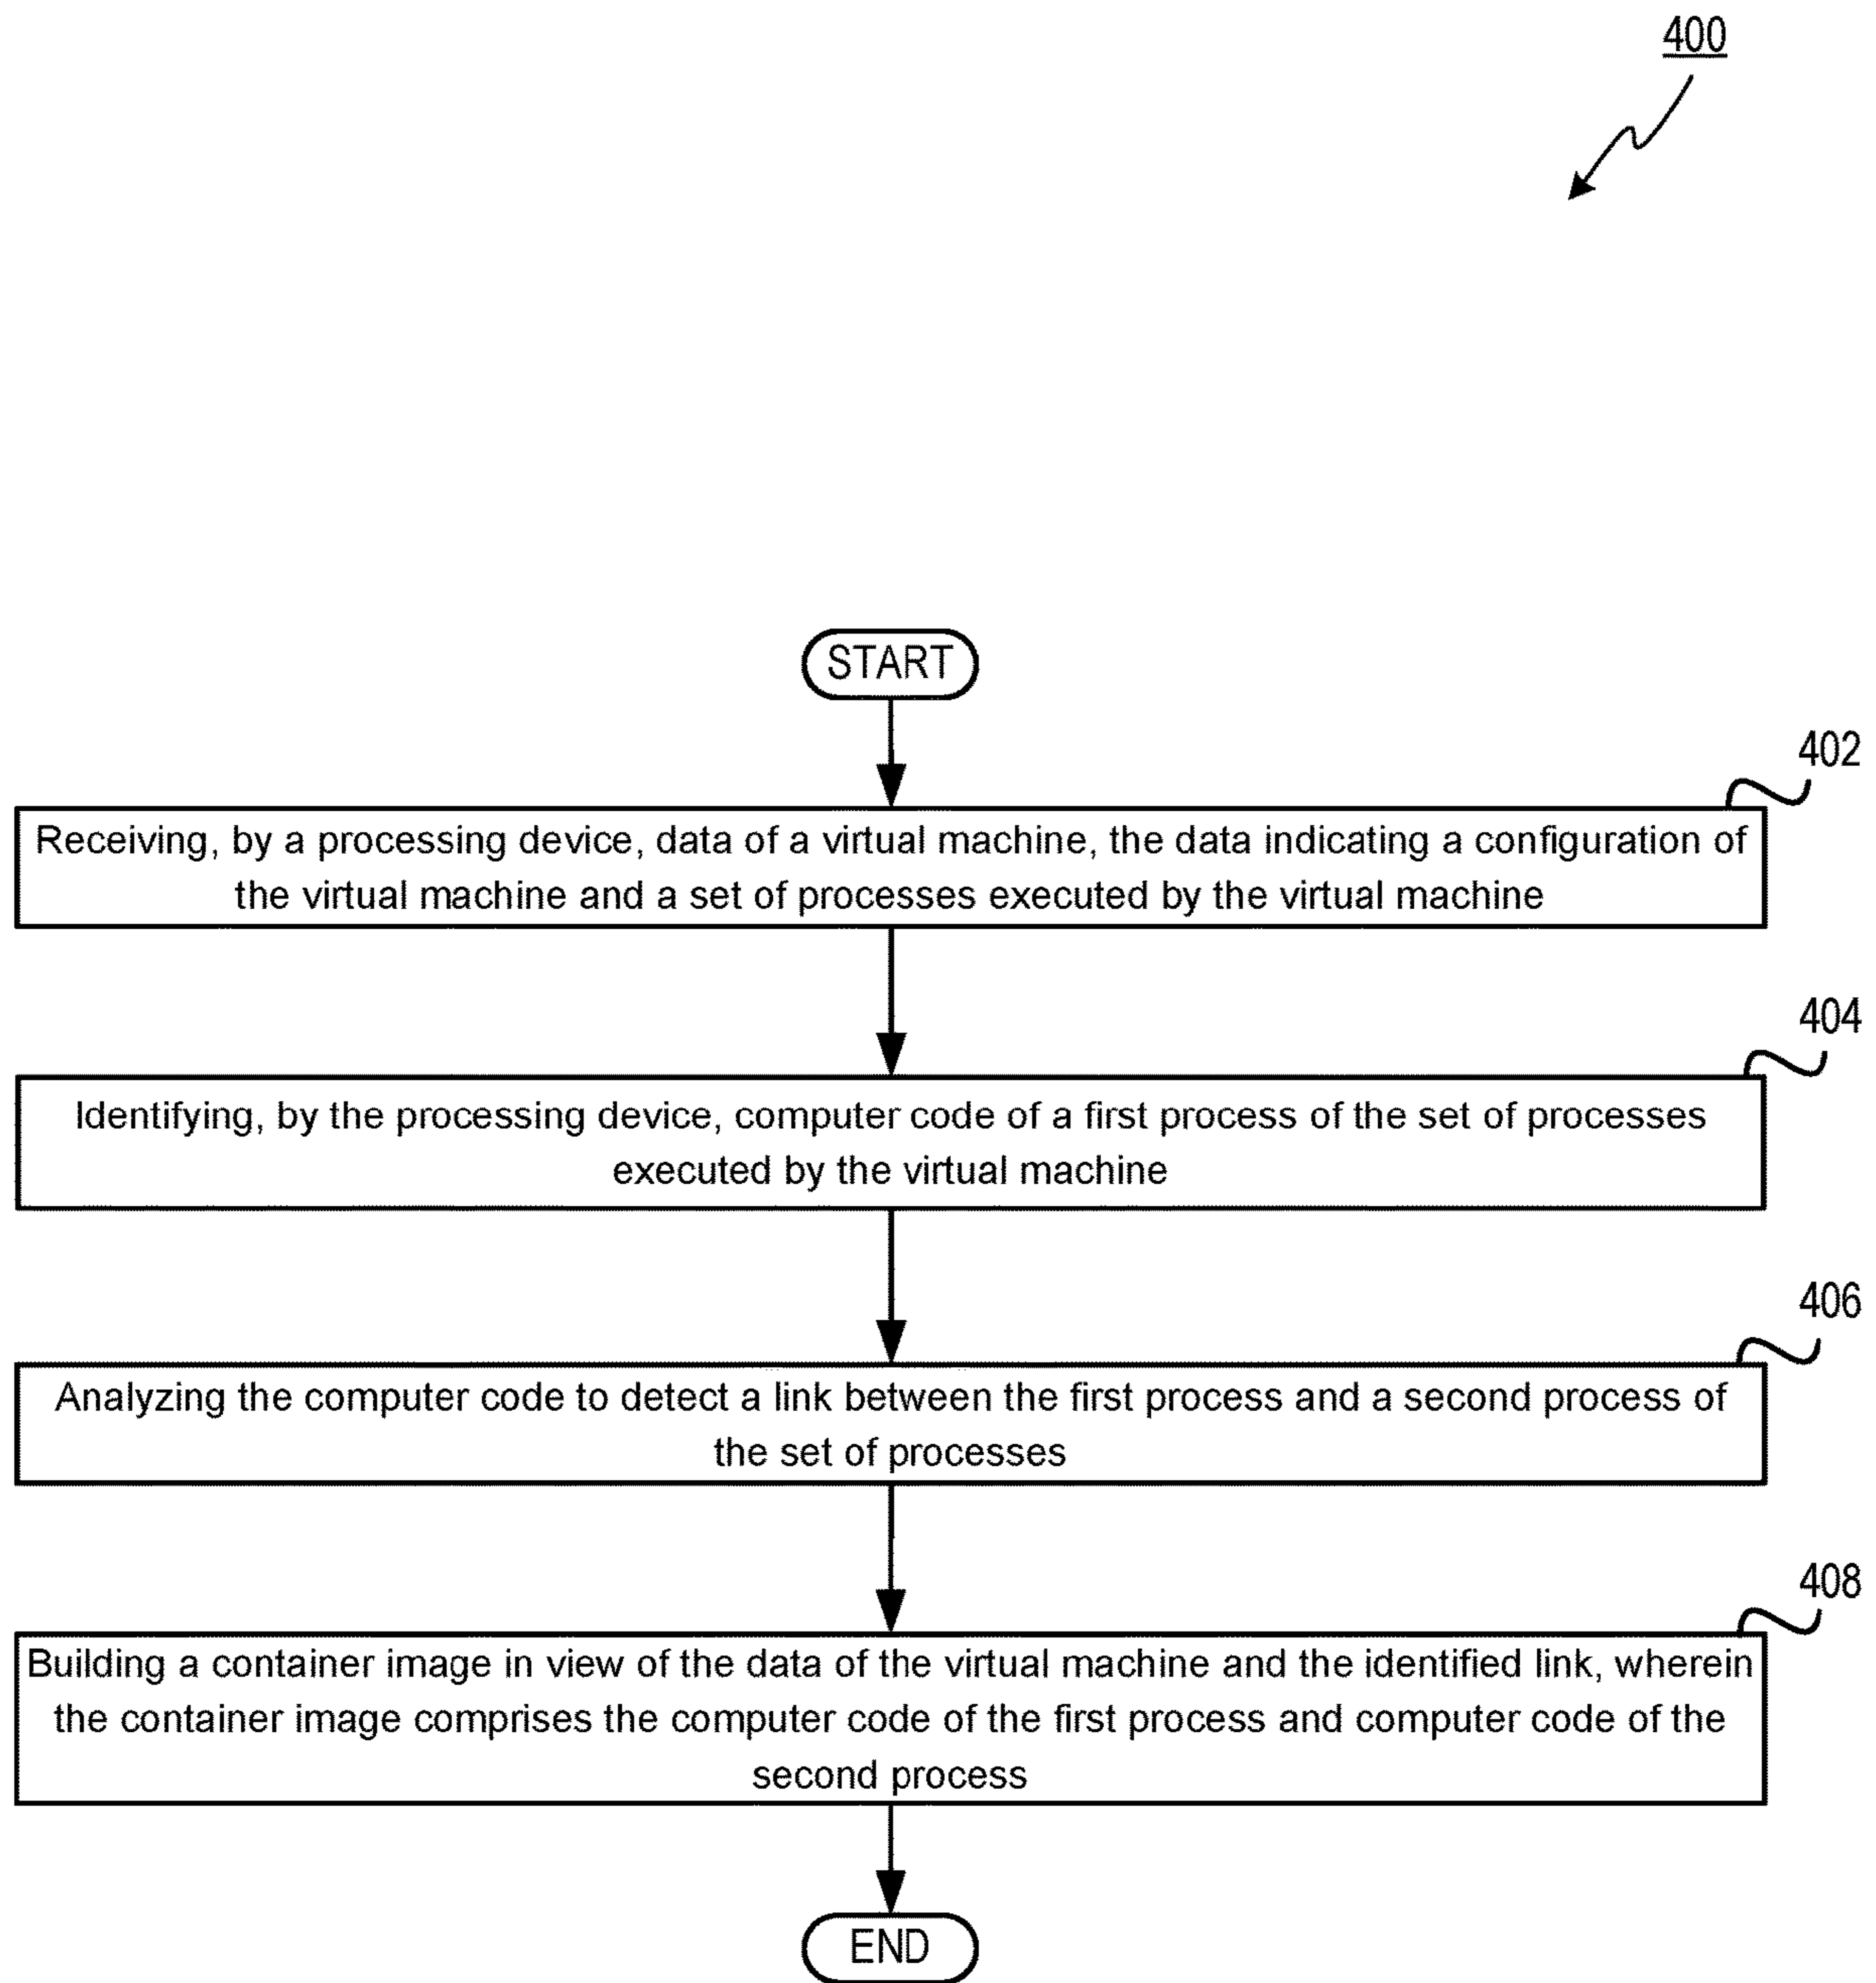 400
START
402
Receiving, by a processing device, data of a virtual machine, the data indicating a configuration of
the virtual machine and a set of processes executed by the virtual machine
404
Identifying, by the processing device, computer code of a first process of the set of processes
executed by the virtual machine
406
Analyzing the computer code to detect a link between the first process and a second process of
the set of processes
408
Building a container image in view of the data of the virtual machine and the identified link, wherein
the container image comprises the computer code of the first process and computer code of the
second process
END